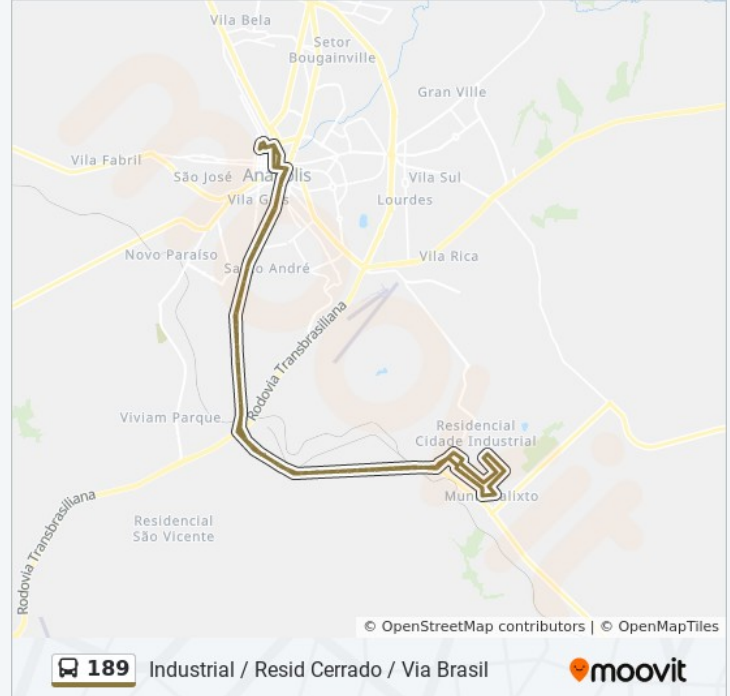 Vila Bela
Setor
Bougainville
Gran Ville
Vila Fabril
São José
Vila Sul
Lourdes
Novo Paraíso
Vila Rica
Rodovia Transbrasiliana
Viviam Parque
Residencial
Cidade Industrial
Rodovia Transbrasiliana
Residencial
São Vicente
© OpenStreetMap contributors | © OpenMapTiles
189 Industrial / Resid Cerrado / Via Brasil
moovit